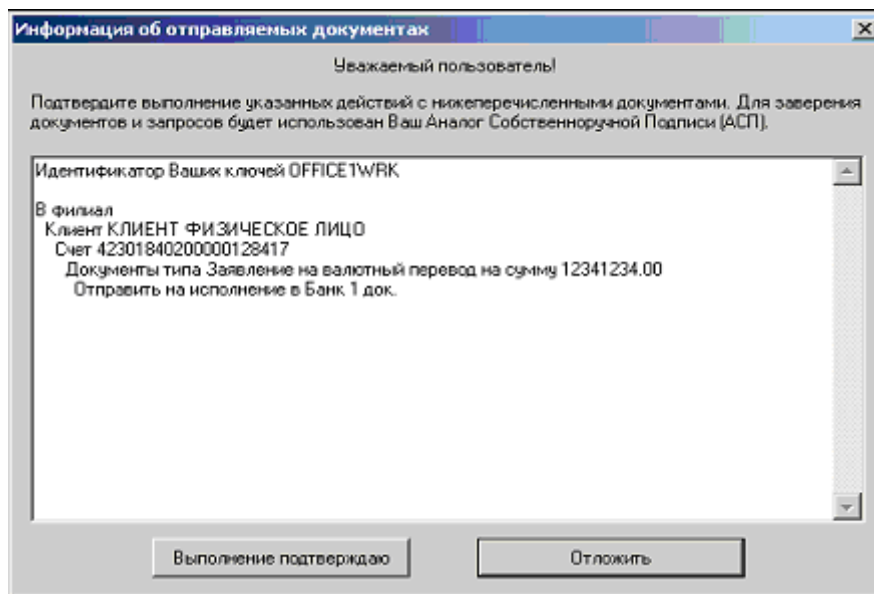 Информация об отправляемых документах
Уважаемый пользователь!
Подтвердите выполнение указанных действий с нижеперечисленными документами. Для заверения
документов и запросов будет использован Ваш Аналог Собственноручной Подписи (АСП).
Идентификатор Ваших ключей OFFICE1WRK
В филиал
Клиент КЛИЕНТ ФИЗИЧЕСКОЕ ЛИЦО
Счет 42301840200000128417
Документы типа Заявление на валютный перевод на сумму 12341234.00
Отправить на исполнение в Банк 1 док.
Выполнение подтверждаю
Отложить